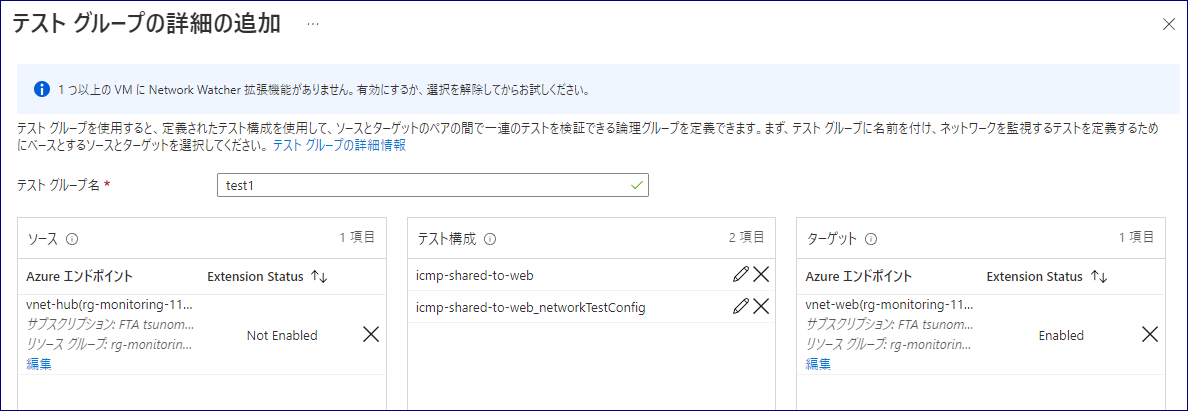 テスト グループの詳細の追加 …
1 つ以上の VM に Network Watcher 拡張機能がありません。有効にするか、選択を解除してからお試しください。
テスト グループを使用すると、定義されたテスト構成を使用して、ソースとターゲットのペアの間で一連のテストを検証できる論理グループを定義できます。まず、テスト グループに名前を付け、ネットワークを監視するテストを定義するため
にベースとするソースとターゲットを選択してください。テスト グループの詳細情報
テスト グループ名 *
test1
ソース
1 項目
Azure エンドポイント
Extension Status ↑↓
vnet-hub(rg-monitoring-11...
サブスクリプション: FTA tsunom...
リソース グループ: rg-monitorin...
編集
Not Enabled
テスト構成
2 項目
icmp-shared-to-web
icmp-shared-to-web_networkTestConfig
ターゲット
1 項目
Azure エンドポイント
Extension Status ↑↓
vnet-web(rg-monitoring-11...
サブスクリプション: FTA tsunom...
リソース グループ: rg-monitorin...
編集
Enabled